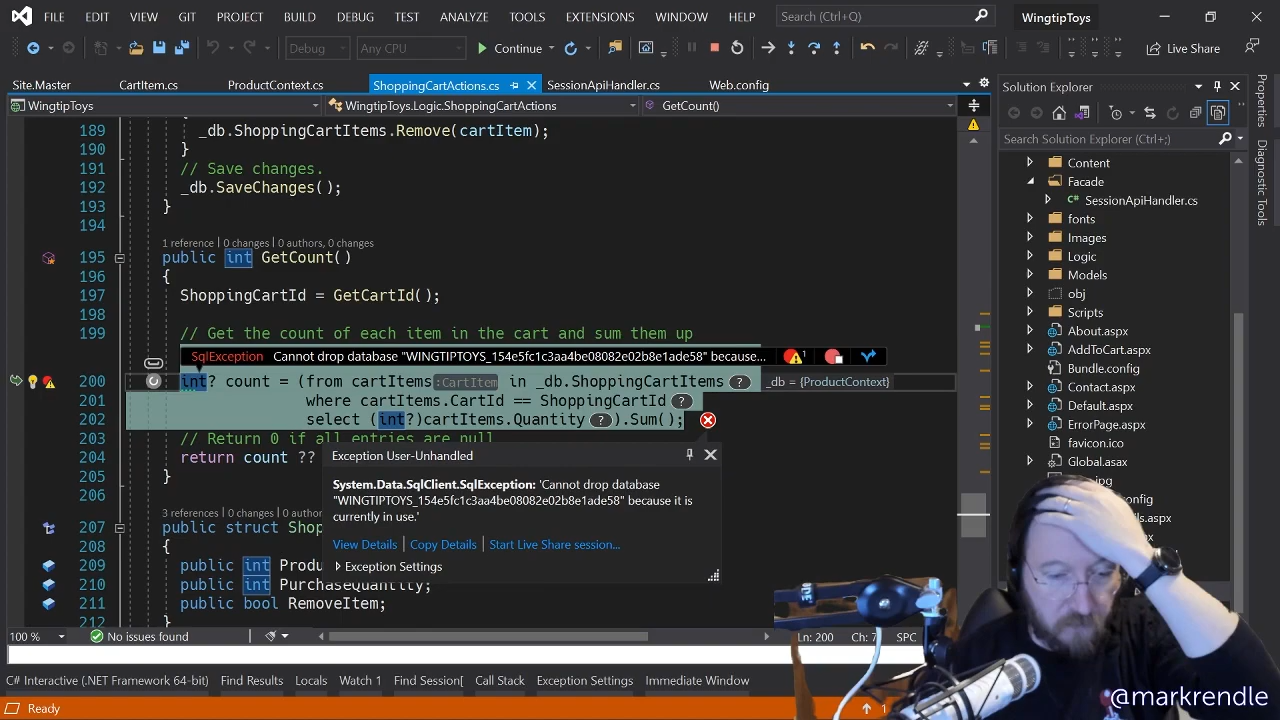 FILE EDIT VIEW GIT PROJECT BUILD DEBUG TEST ANALYZE TOOLS EXTENSIONS WINDOW HELP Search (Ctrl+Q) WingtipToys
Debug Any CPU Continue Live Share
Site.Master CartItem.cs ProductContext.cs ShoppingCartActions.cs SessionApiHandler.cs Web.config
WingtipToys WingtipToys.Logic.ShoppingCartActions GetCount()
189 _db.ShoppingCartItems.Remove(cartItem);
190 }
191 // Save changes.
192 _db.SaveChanges();
193 }
194
1 reference | 0 changes | 0 authors, 0 changes
195 public int GetCount()
196 {
197 ShoppingCartId = GetCartId();
198
199 // Get the count of each item in the cart and sum them up
SqlException Cannot drop database "WINGTIPTOYS_154e5fc1c3aa4be08082e02b8e1ade58" because... 1
200 int? count = (from cartItems:CartItem in _db.ShoppingCartItems ? _db = {ProductContext}
201 where cartItems.CartId == ShoppingCartId ?
202 select (int?)cartItems.Quantity ? ).Sum();
203 // Return 0 if all entries are null
204 return count ??
205 }
206
Exception User-Unhandled
System.Data.SqlClient.SqlException: 'Cannot drop database
"WINGTIPTOYS_154e5fc1c3aa4be08082e02b8e1ade58" because it is
currently in use.'
View Details | Copy Details | Start Live Share session...
Exception Settings
3 references | 0 changes | 0 author
207 public struct Sho
208 {
209 public int Produ
210 public int PurchaseQuantity;
211 public bool RemoveItem;
212 }
100 % No issues found Ln: 200 Ch: 7 SPC
C# Interactive (.NET Framework 64-bit) Find Results Locals Watch 1 Find Session[ Call Stack Exception Settings Immediate Window
Ready 1
Solution Explorer
Search Solution Explorer (Ctrl+;)
Content
Facade
SessionApiHandler.cs
fonts
Images
Logic
Models
obj
Scripts
About.aspx
AddToCart.aspx
Bundle.config
Contact.aspx
Default.aspx
ErrorPage.aspx
favicon.ico
Global.asax
Properties
Diagnostic Tools
@markrendle